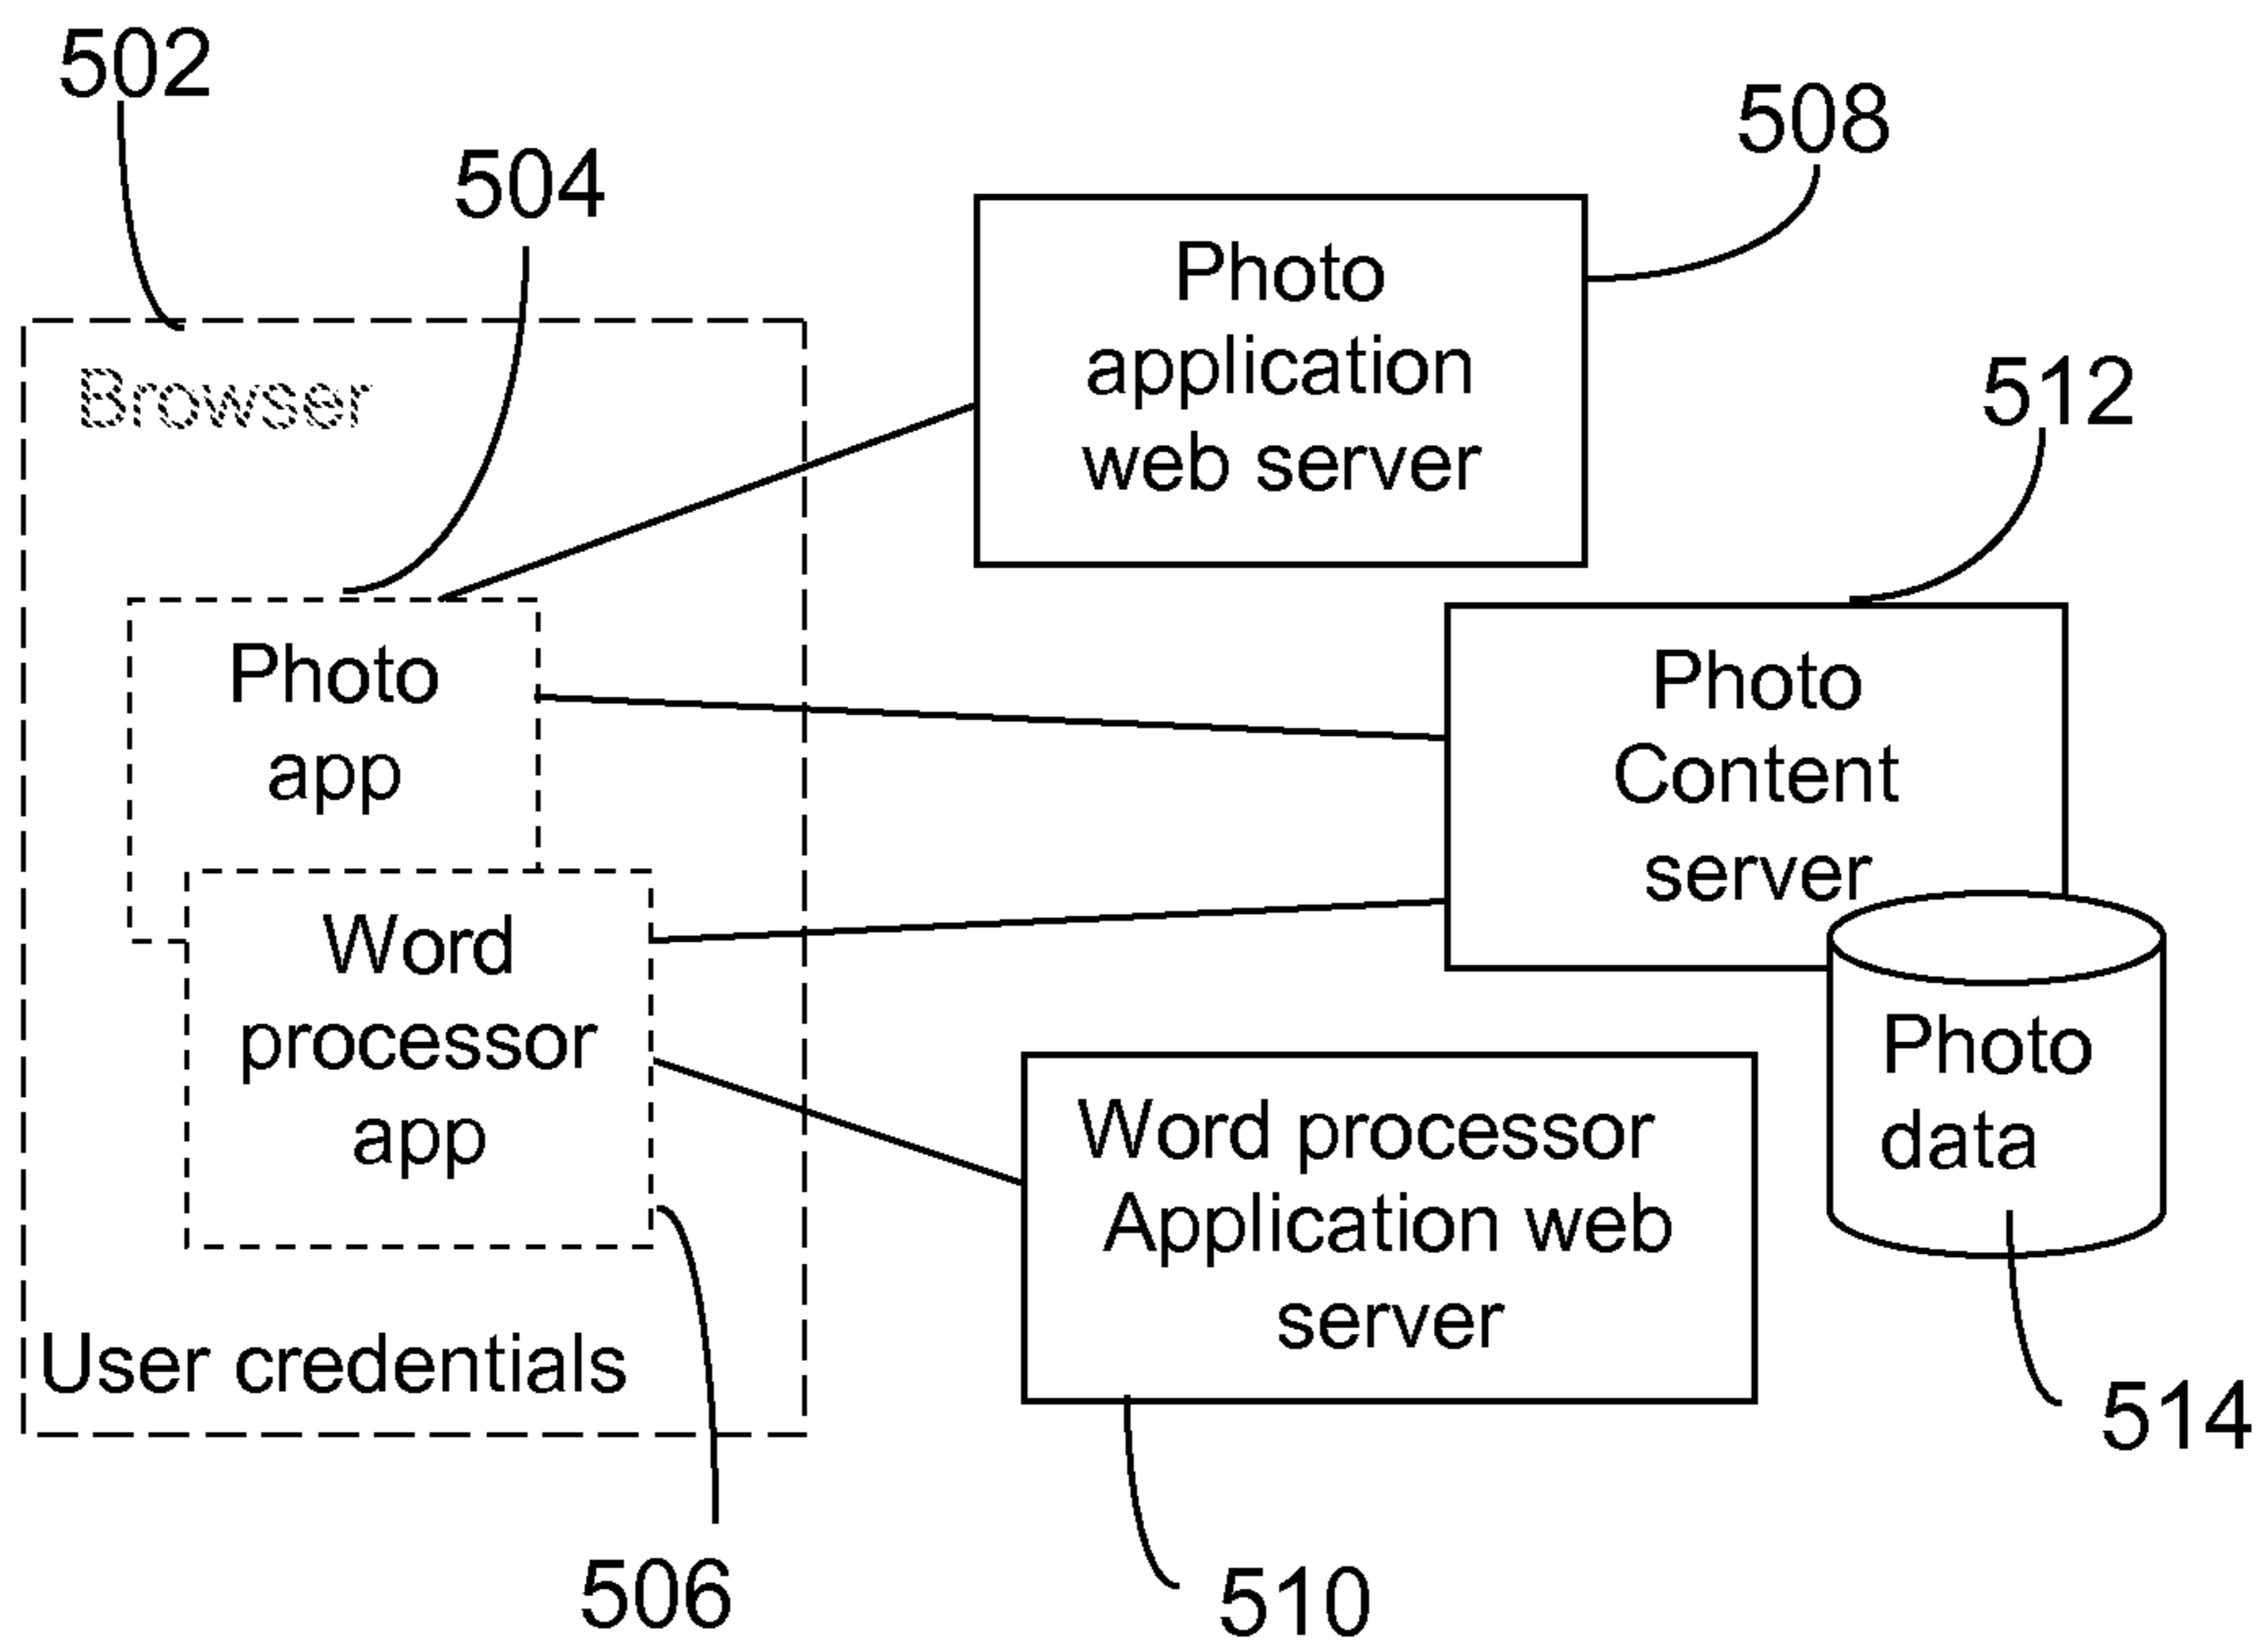 502
504
508
Photo
application
web server
512
Browser
Photo
app
Photo
Content
server
Word
processor
app
Photo
data
Word processor
Application web
server
User credentials
514
506
510